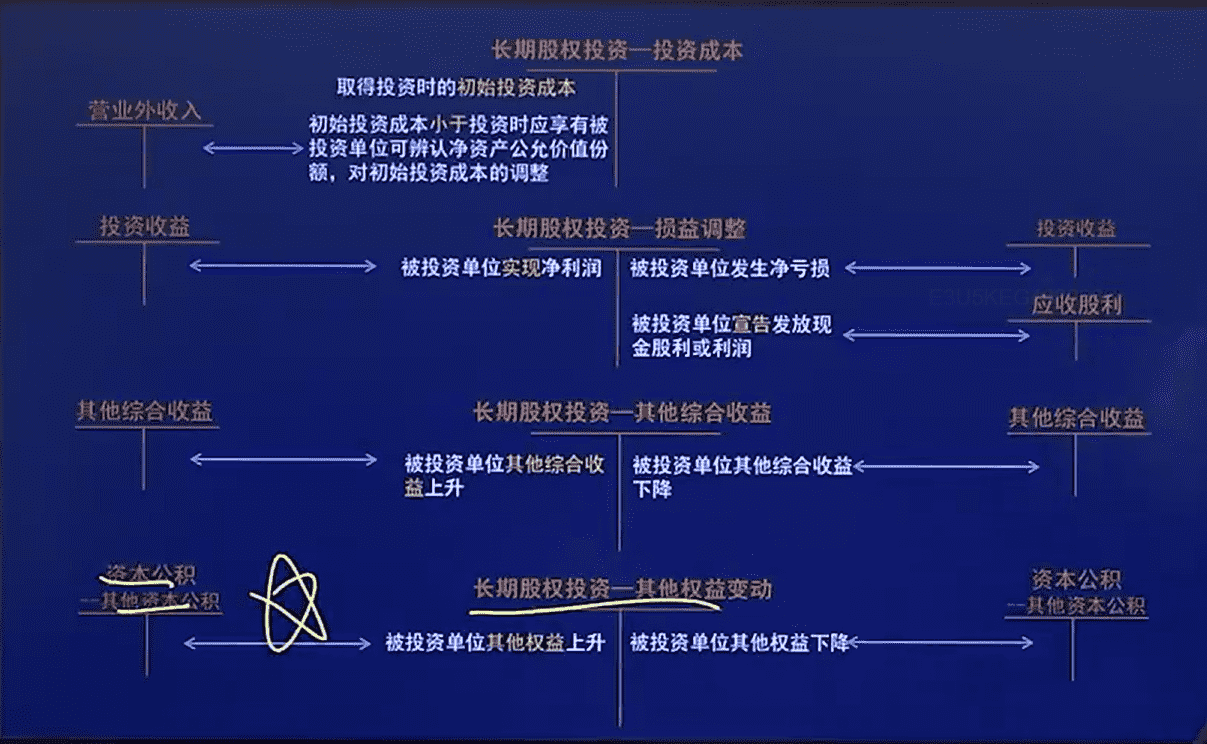 长期股权投资—投资成本
取得投资时的初始投资成本
营业外收入
初始投资成本小于投资时应享有被
投资单位可辨认净资产公允价值份
额，对初始投资成本的调整
投资收益
长期股权投资—损益调整
投资收益
被投资单位实现净利润
被投资单位发生净亏损
应收股利
被投资单位宣告发放现
金股利或利润
其他综合收益
长期股权投资—其他综合收益
其他综合收益
被投资单位其他综合收
益上升
被投资单位其他综合收益
下降
资本公积
--其他资本公积
长期股权投资—其他权益变动
资本公积
--其他资本公积
被投资单位其他权益上升
被投资单位其他权益下降